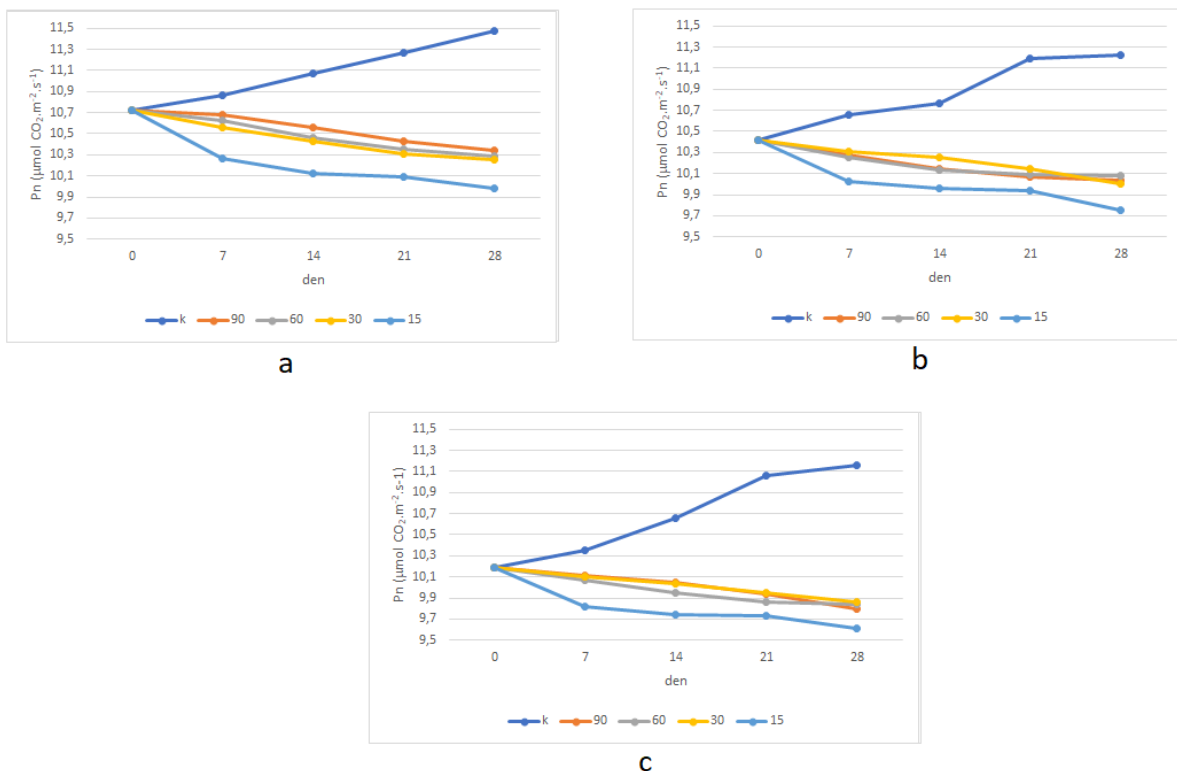 11,5
11,3
11,1
10,9
10,7
10,5
10,3
10,1
9,9
9,7
9,5
Pn (µmol CO₂.m⁻².s⁻¹)
0 7 14 21 28
den
k 90 60 30 15
a
11,5
11,3
11,1
10,9
10,7
10,5
10,3
10,1
9,9
9,7
9,5
Pn (µmol CO₂.m⁻².s⁻¹)
0 7 14 21 28
den
k 90 60 30 15
b
11,5
11,3
11,1
10,9
10,7
10,5
10,3
10,1
9,9
9,7
9,5
Pn (µmol CO₂.m⁻².s-1)
0 7 14 21 28
den
k 90 60 30 15
c